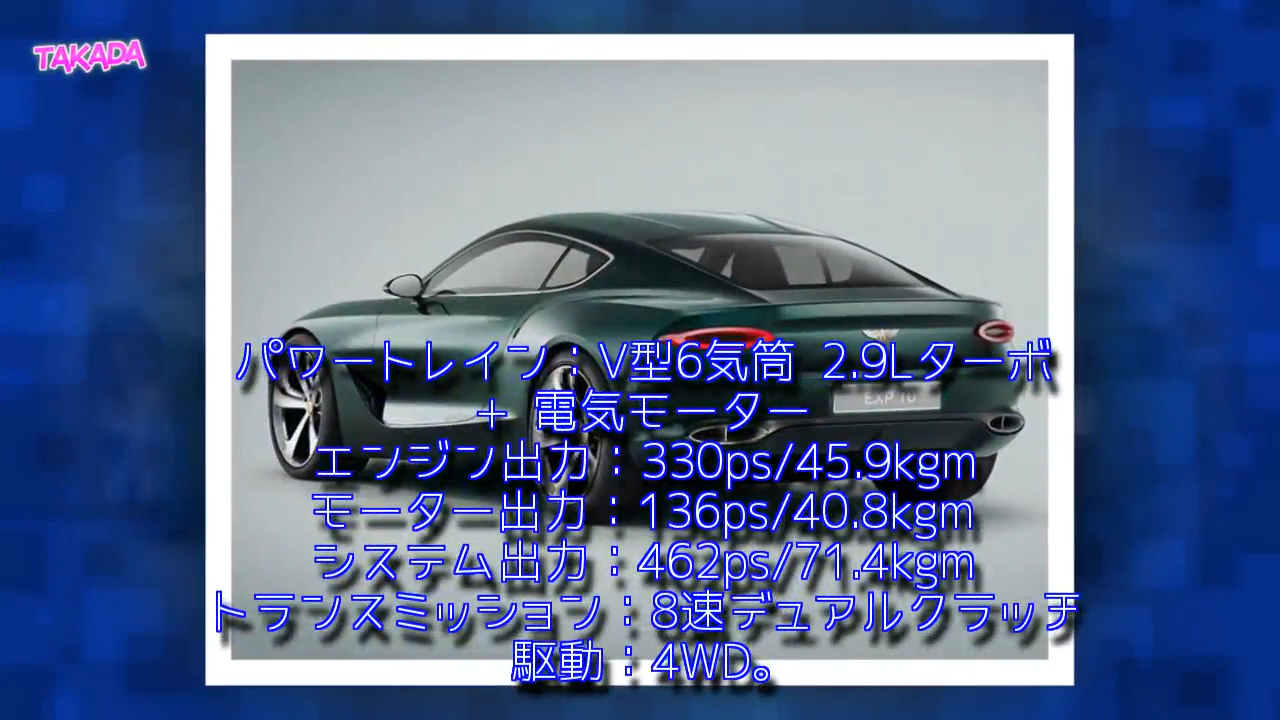 TAKADA
EXP 10
パワートレイン：V型6気筒 2.9Lターボ
+ 電気モーター
エンジン出力：330ps/45.9kgm
モーター出力：136ps/40.8kgm
システム出力：462ps/71.4kgm
トランスミッション：8速デュアルクラッチ
駆動：4WD。